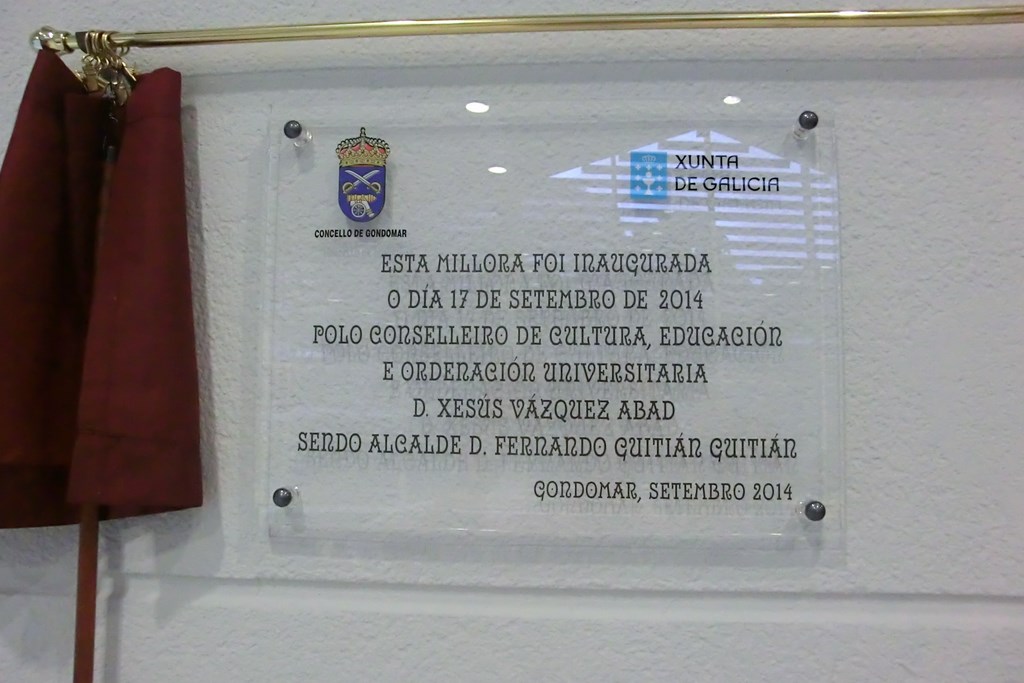 CONCELLO DE GONDOMAR
XUNTA
DE GALICIA
ESTA MILLORA FOI INAUGURADA
O DÍA 17 DE SETEMBRO DE 2014
POLO CONSELLEIRO DE CULTURA, EDUCACIÓN
E ORDENACIÓN UNIVERSITARIA
D. XESÚS VÁZQUEZ ABAD
SENDO ALCALDE D. FERNANDO GUITIÁN GUITIÁN
GONDOMAR, SETEMBRO 2014